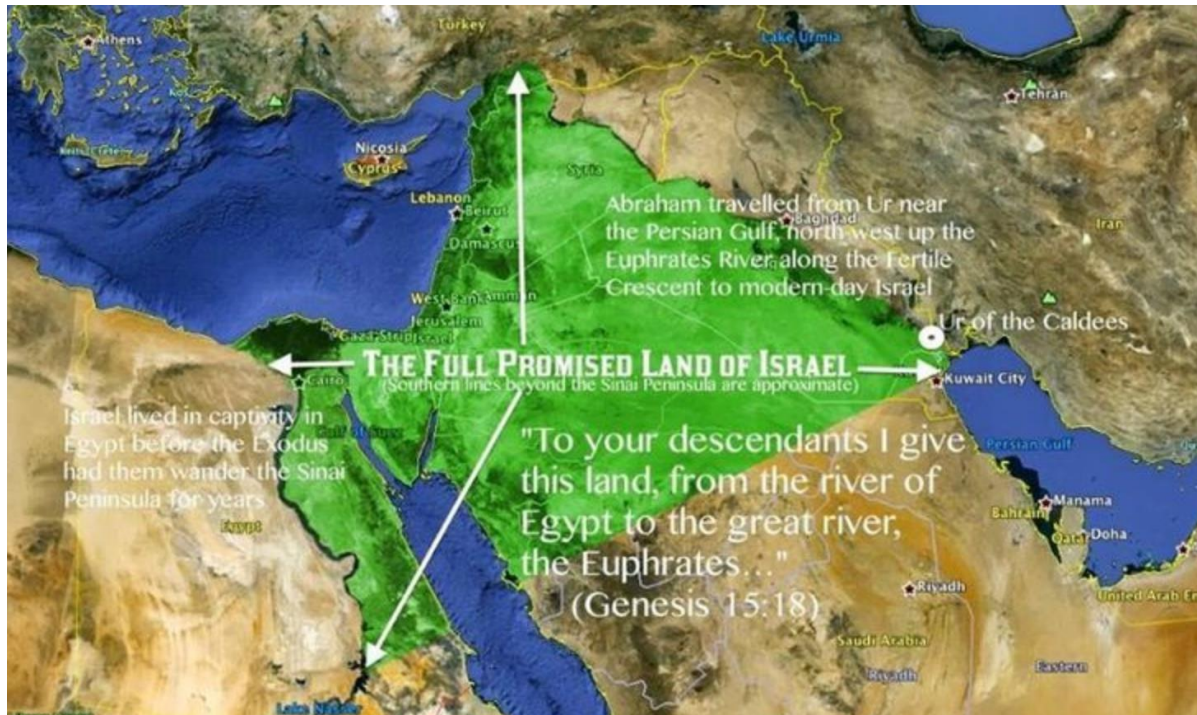 Athens
Turkey
Lake Urmia
Tehran
Nicosia
Cyprus
Syria
Lebanon
Beirut
Damascus
Abraham travelled from Ur near
the Persian Gulf, north west up the
Euphrates River along the Fertile
Crescent to modern-day Israel
Baghdad
Iran
West Bank
Amman
Jerusalem
Gaza Strip
Israel
Ur of the Caldees
THE FULL PROMISED LAND OF ISRAEL
(Southern lines beyond the Sinai Peninsula are approximate)
Cairo
Kuwait City
Israel lived in captivity in
Egypt before the Exodus
had them wander the Sinai
Peninsula for years
Egypt
"To your descendants I give
this land, from the river of
Egypt to the great river,
the Euphrates..."
(Genesis 15:18)
Persian Gulf
Manama
Bahrain
Qatar
Doha
Riyadh
United Arab
Saudi Arabia
Riyadh
Eastern
Lake Nasser